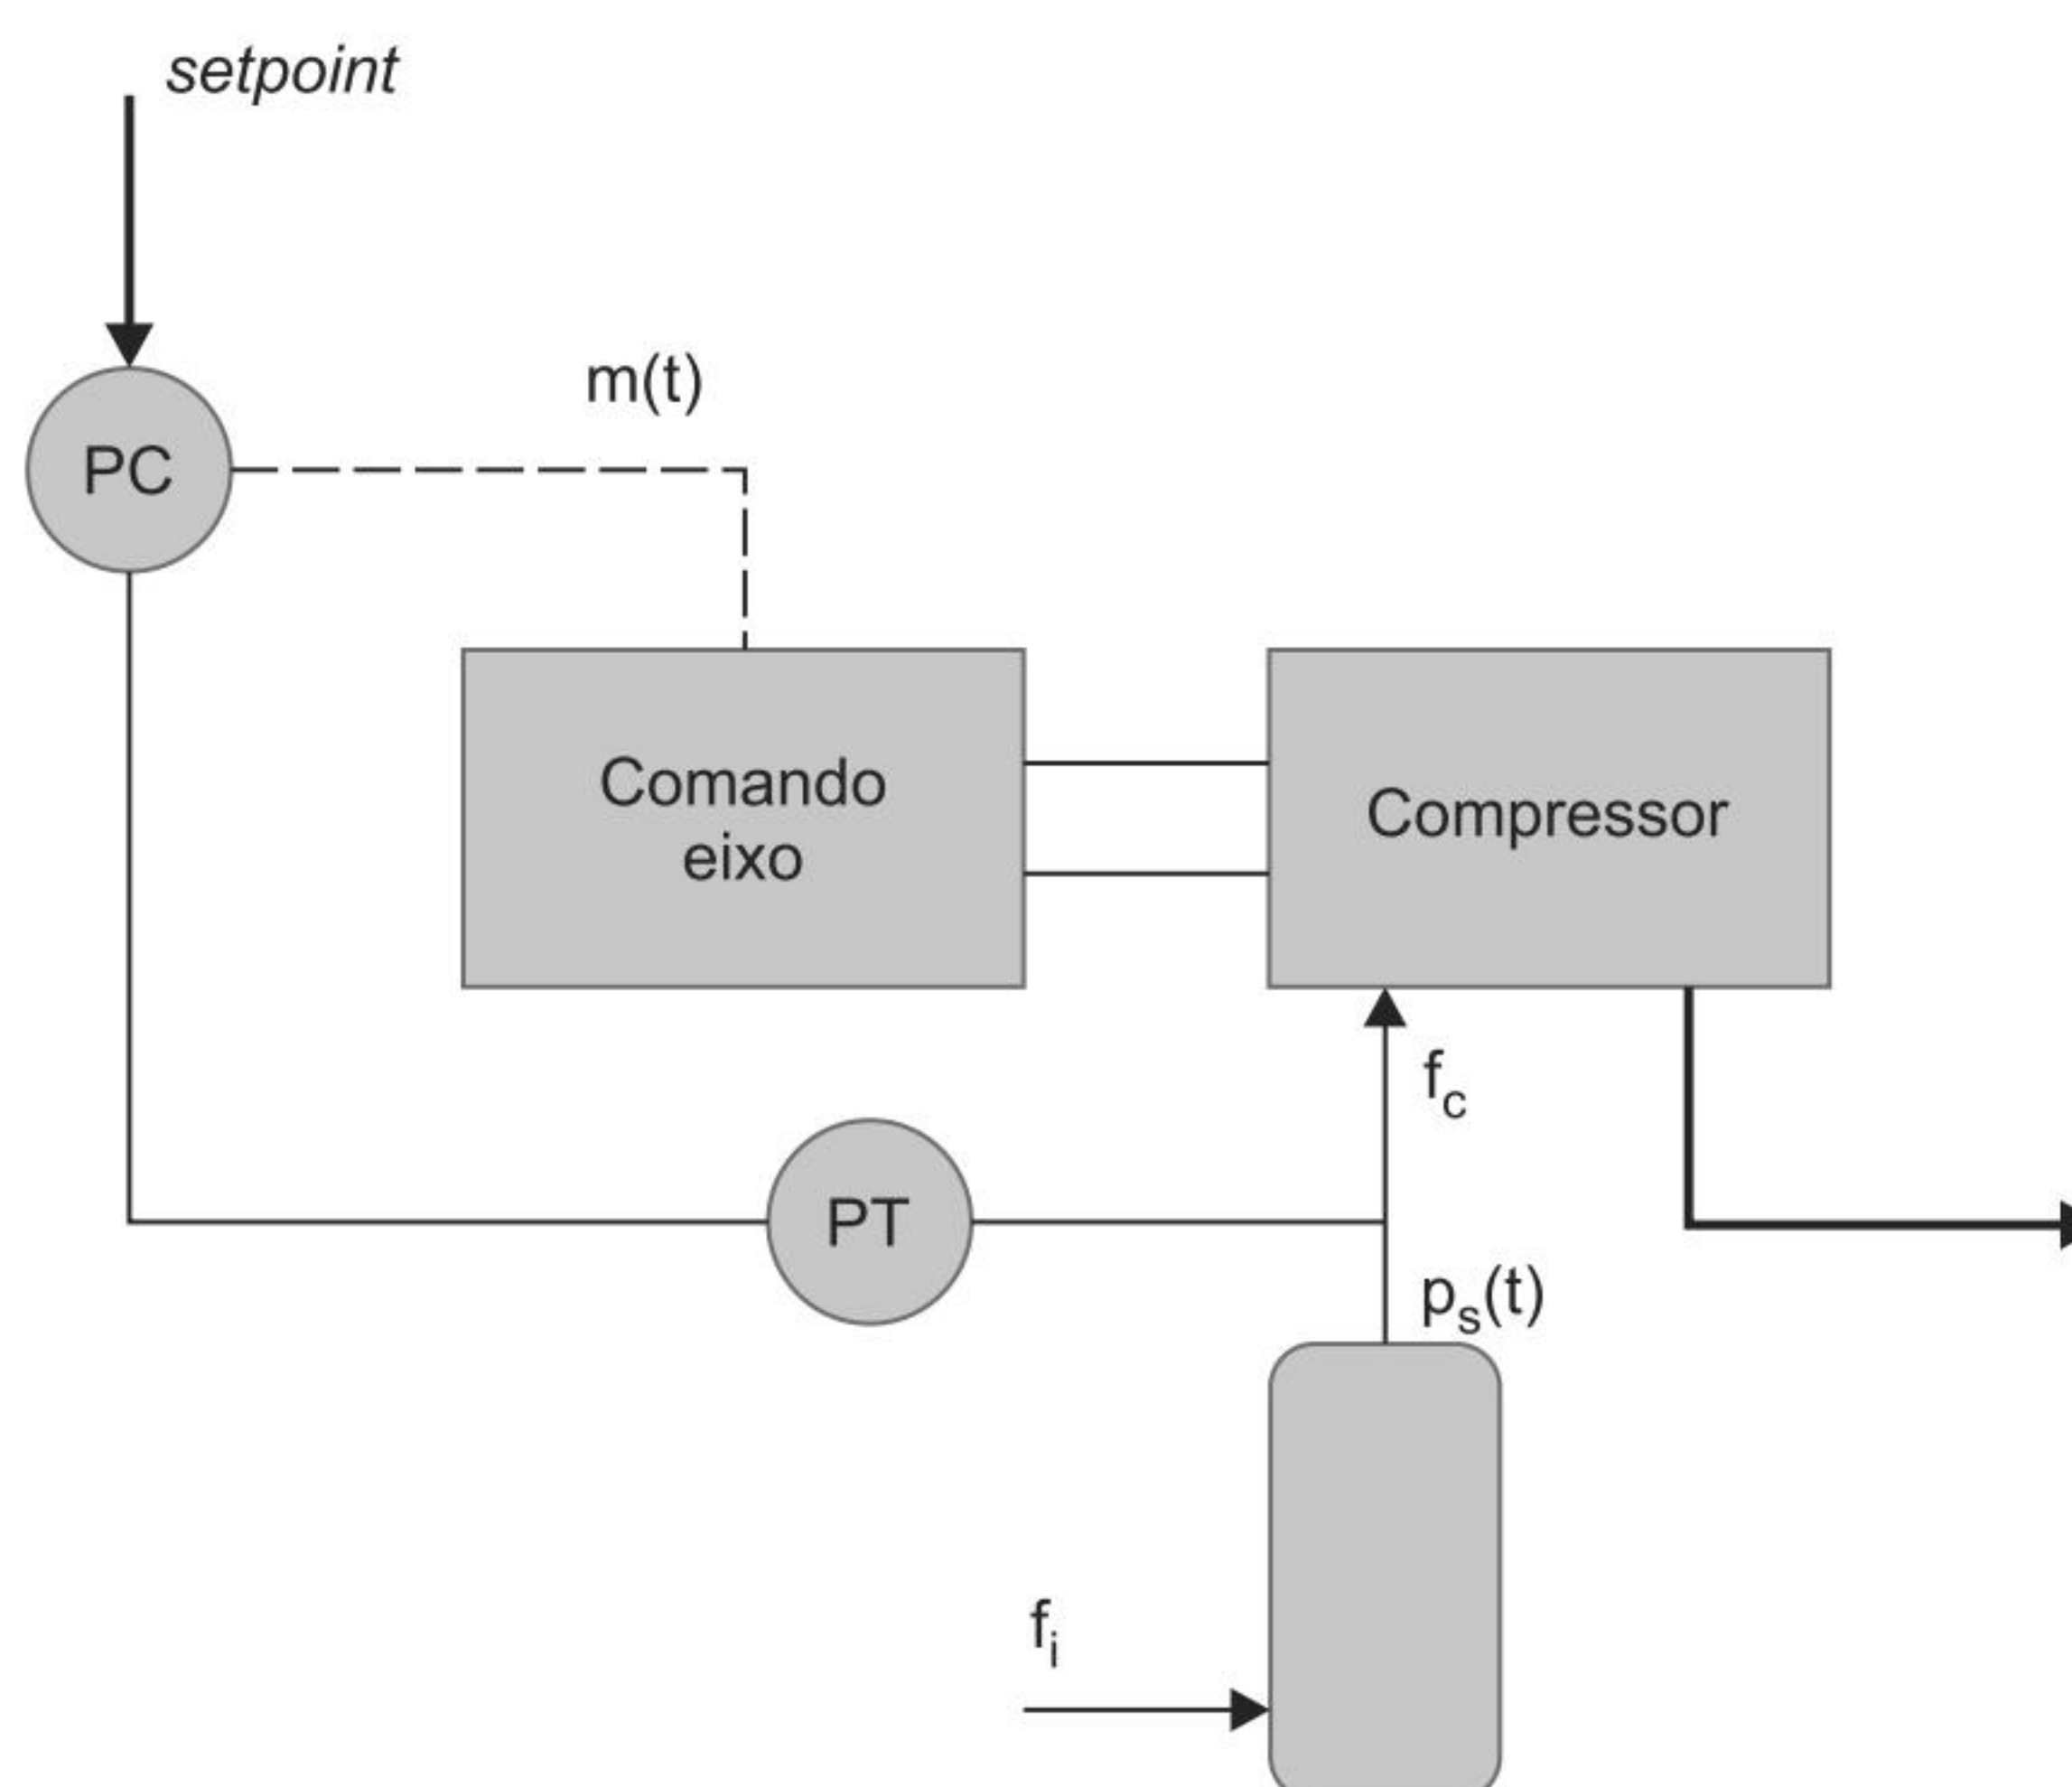 setpoint
m(t)
PC
Comando
eixo
Compressor
f_c
PT
p_s(t)
f_i